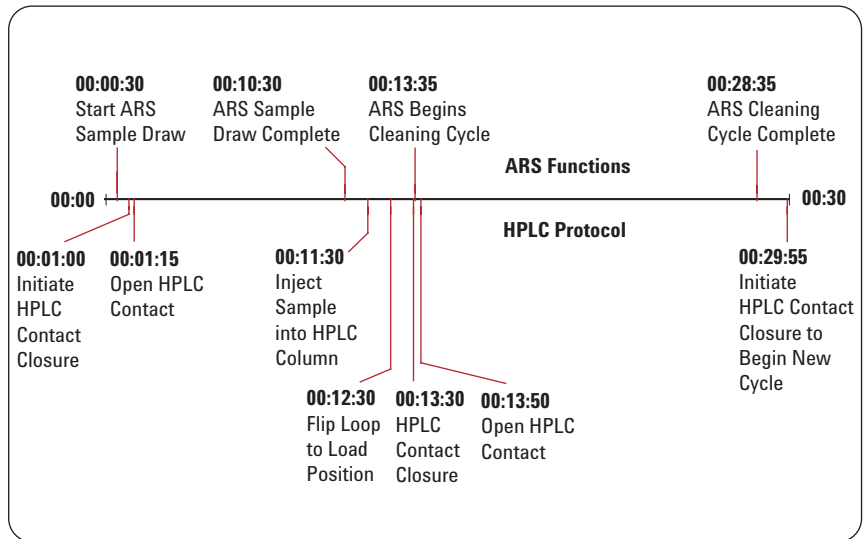 00:00:30
Start ARS
Sample Draw
00:10:30
ARS Sample
Draw Complete
00:13:35
ARS Begins
Cleaning Cycle
00:28:35
ARS Cleaning
Cycle Complete
ARS Functions
00:00
00:30
HPLC Protocol
00:01:00
Initiate
HPLC
Contact
Closure
00:01:15
Open HPLC
Contact
00:11:30
Inject
Sample
into HPLC
Column
00:29:55
Initiate
HPLC Contact
Closure to
Begin New
Cycle
00:12:30
Flip Loop
to Load
Position
00:13:30
HPLC
Contact
Closure
00:13:50
Open HPLC
Contact